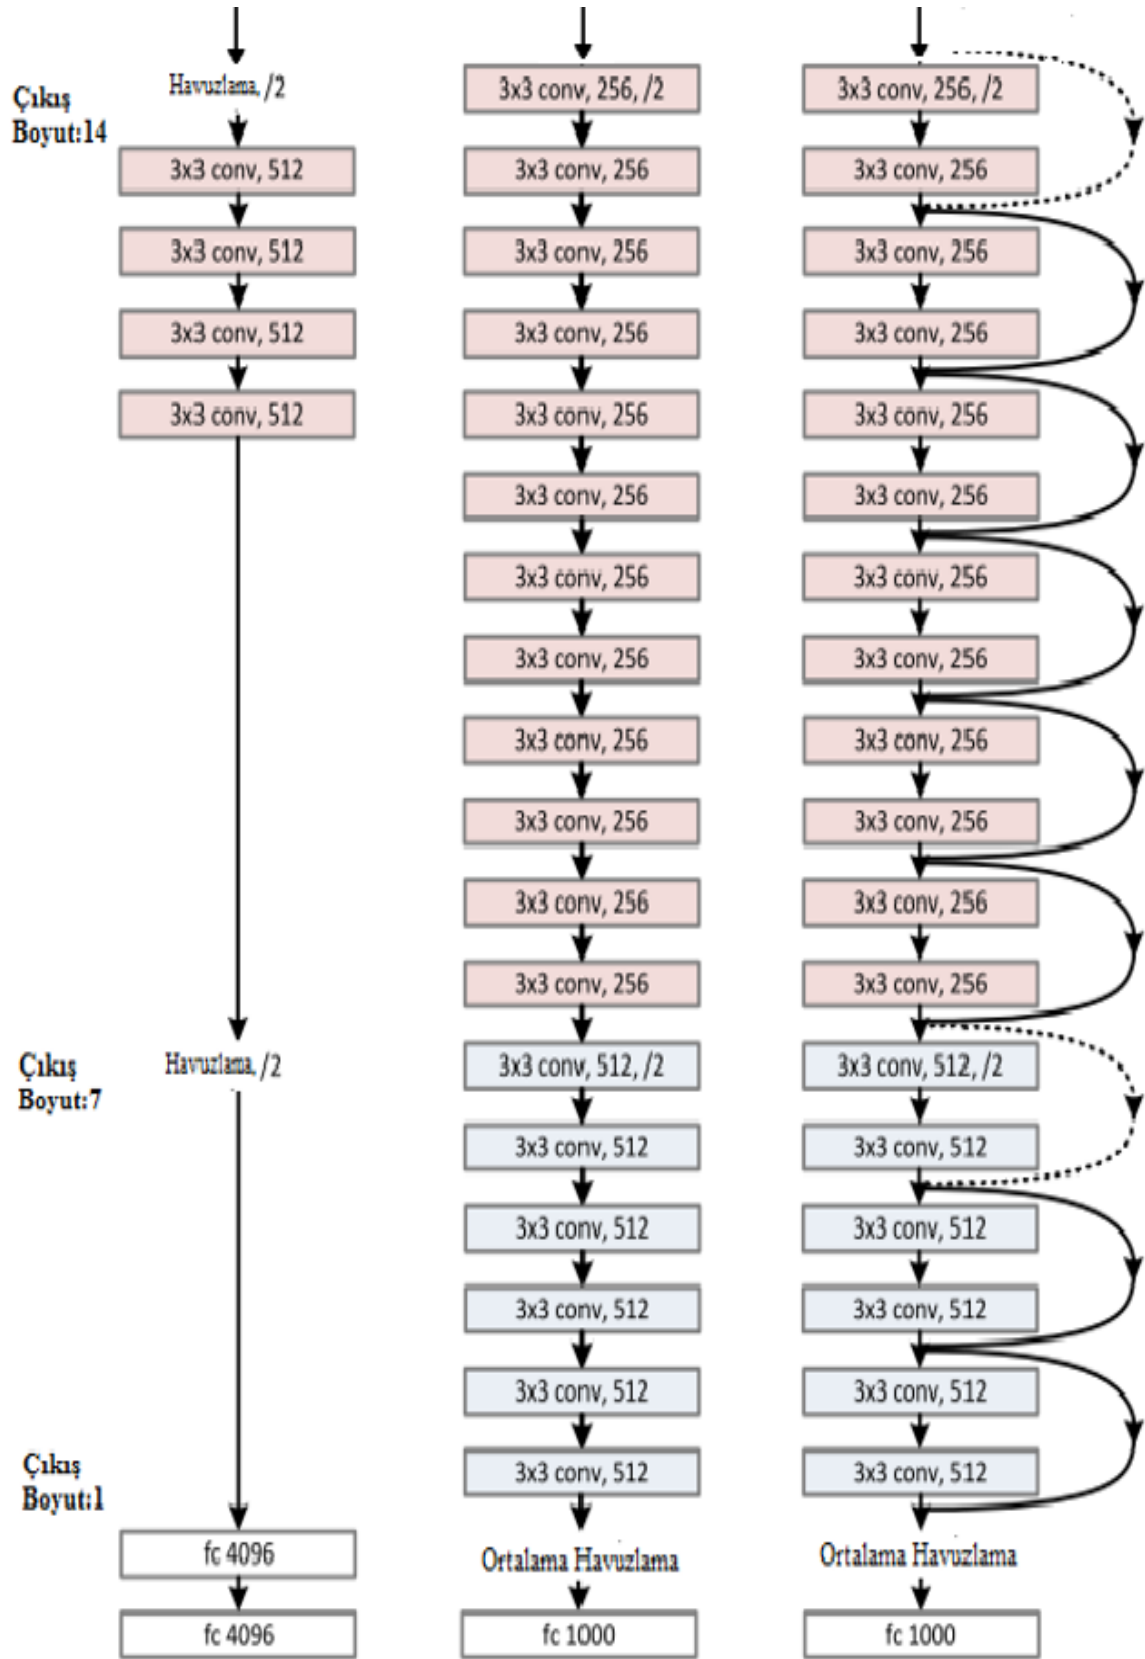 Çıkış
Boyut:14
Havuzlama, /2
3x3 conv, 512
3x3 conv, 512
3x3 conv, 512
3x3 conv, 512
Çıkış
Boyut:7
Havuzlama, /2
Çıkış
Boyut:1
fc 4096
fc 4096
3x3 conv, 256, /2
3x3 conv, 256
3x3 conv, 256
3x3 conv, 256
3x3 conv, 256
3x3 conv, 256
3x3 conv, 256
3x3 conv, 256
3x3 conv, 256
3x3 conv, 256
3x3 conv, 256
3x3 conv, 256
3x3 conv, 512, /2
3x3 conv, 512
3x3 conv, 512
3x3 conv, 512
3x3 conv, 512
3x3 conv, 512
Ortalama Havuzlama
fc 1000
3x3 conv, 256, /2
3x3 conv, 256
3x3 conv, 256
3x3 conv, 256
3x3 conv, 256
3x3 conv, 256
3x3 conv, 256
3x3 conv, 256
3x3 conv, 256
3x3 conv, 256
3x3 conv, 256
3x3 conv, 256
3x3 conv, 512, /2
3x3 conv, 512
3x3 conv, 512
3x3 conv, 512
3x3 conv, 512
3x3 conv, 512
Ortalama Havuzlama
fc 1000